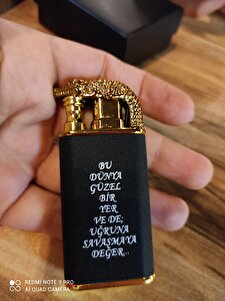 BU
DÜNYA
GÜZEL
BİR
YER
VE DE;
UĞRUNA
SAVAŞMAYA
DEĞER..
REDMI NOTE 9 PRO
AI QUAD CAMERA